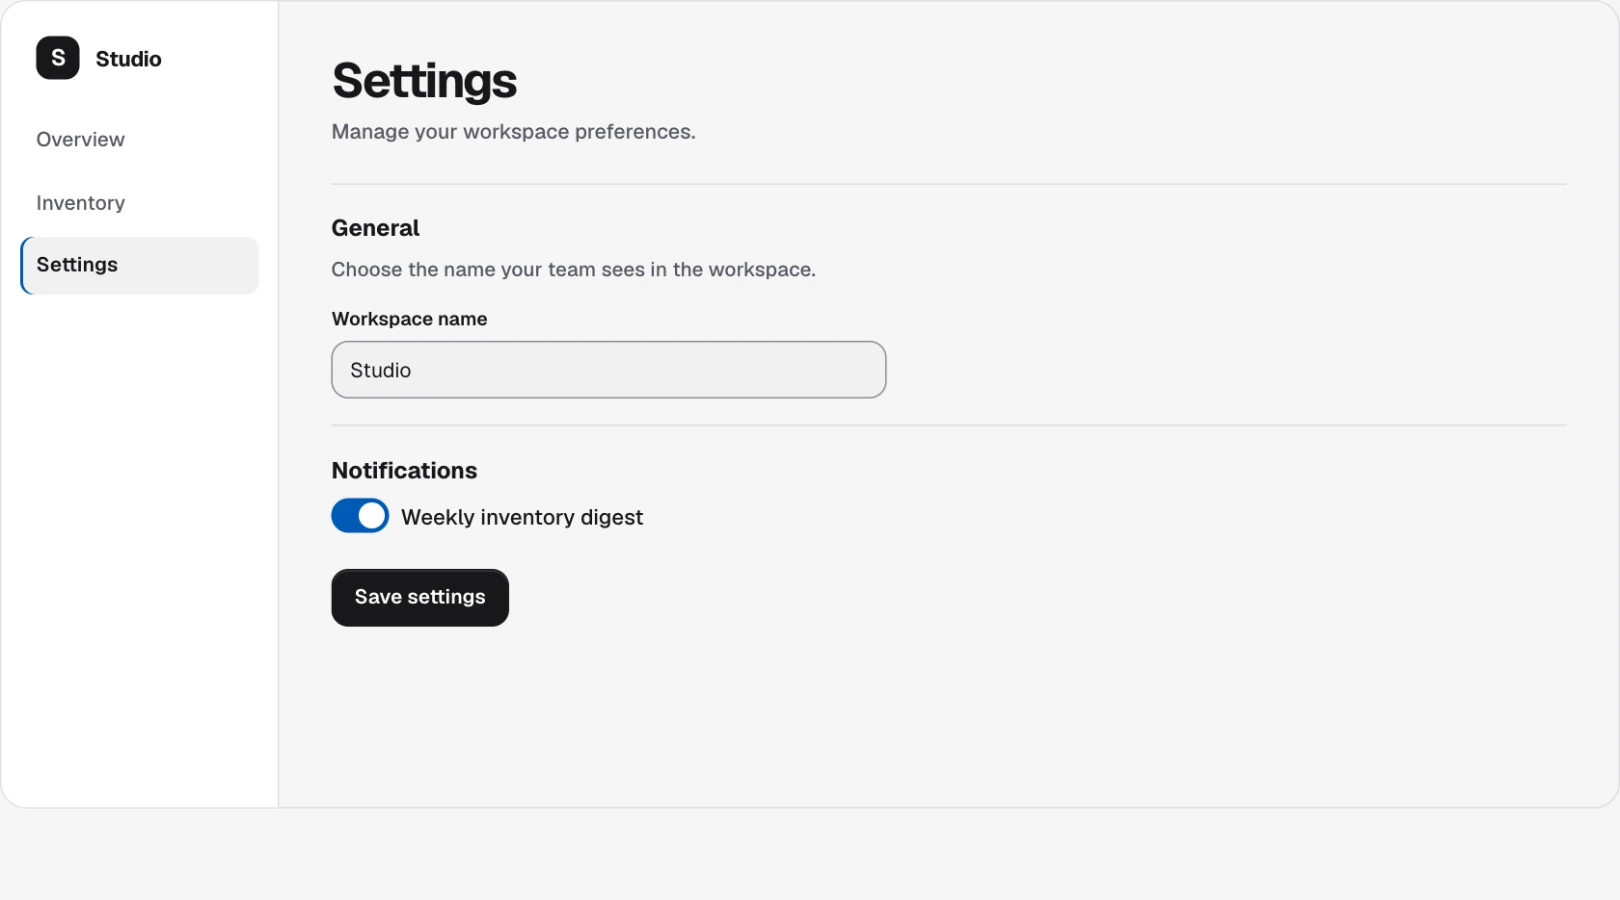 S
Studio
Overview
Inventory
Settings
Settings
Manage your workspace preferences.
General
Choose the name your team sees in the workspace.
Workspace name
Studio
Notifications
Weekly inventory digest
Save settings